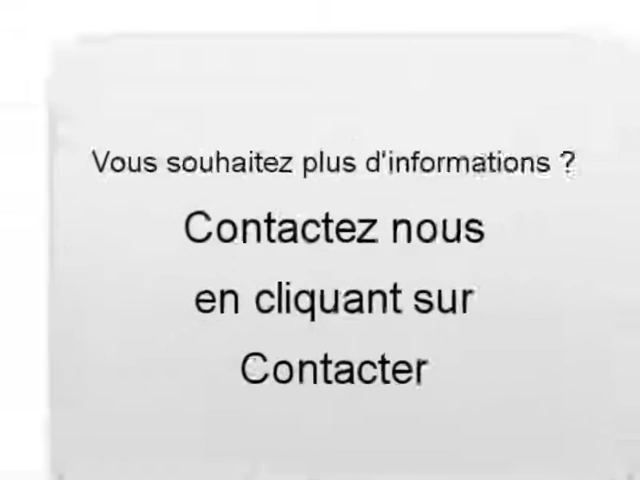 Vous souhaitez plus d'informations ?
Contactez nous
en cliquant sur
Contacter